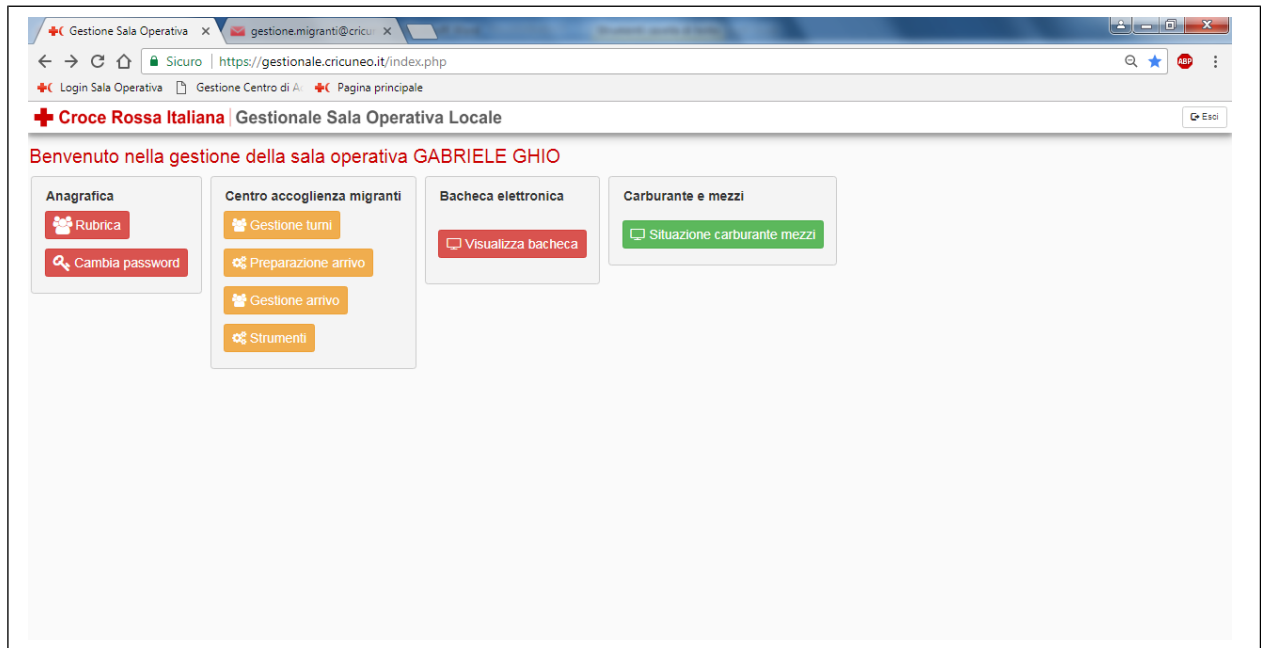 Gestione Sala Operativa
gestione.migranti@cricu
Sicuro | https://gestionale.cricuneo.it/index.php
ABP
Login Sala Operativa Gestione Centro di A Pagina principale
Croce Rossa Italiana | Gestionale Sala Operativa Locale
Esci
Benvenuto nella gestione della sala operativa GABRIELE GHIO
Anagrafica
Rubrica
Cambia password
Centro accoglienza migranti
Gestione turni
Preparazione arrivo
Gestione arrivo
Strumenti
Bacheca elettronica
Visualizza bacheca
Carburante e mezzi
Situazione carburante mezzi